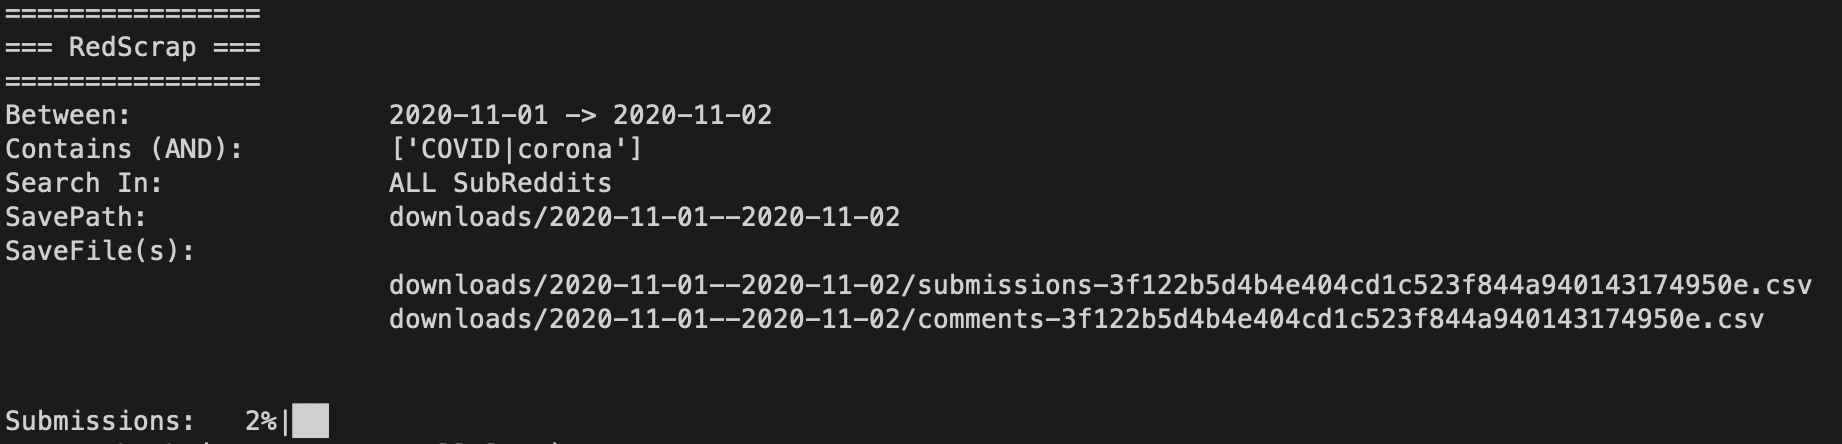 ================
=== RedScrap ===
================
Between: 2020-11-01 -> 2020-11-02
Contains (AND): ['COVID|corona']
Search In: ALL SubReddits
SavePath: downloads/2020-11-01--2020-11-02
SaveFile(s):
downloads/2020-11-01--2020-11-02/submissions-3f122b5d4b4e404cd1c523f844a940143174950e.csv
downloads/2020-11-01--2020-11-02/comments-3f122b5d4b4e404cd1c523f844a940143174950e.csv
Submissions: 2%|